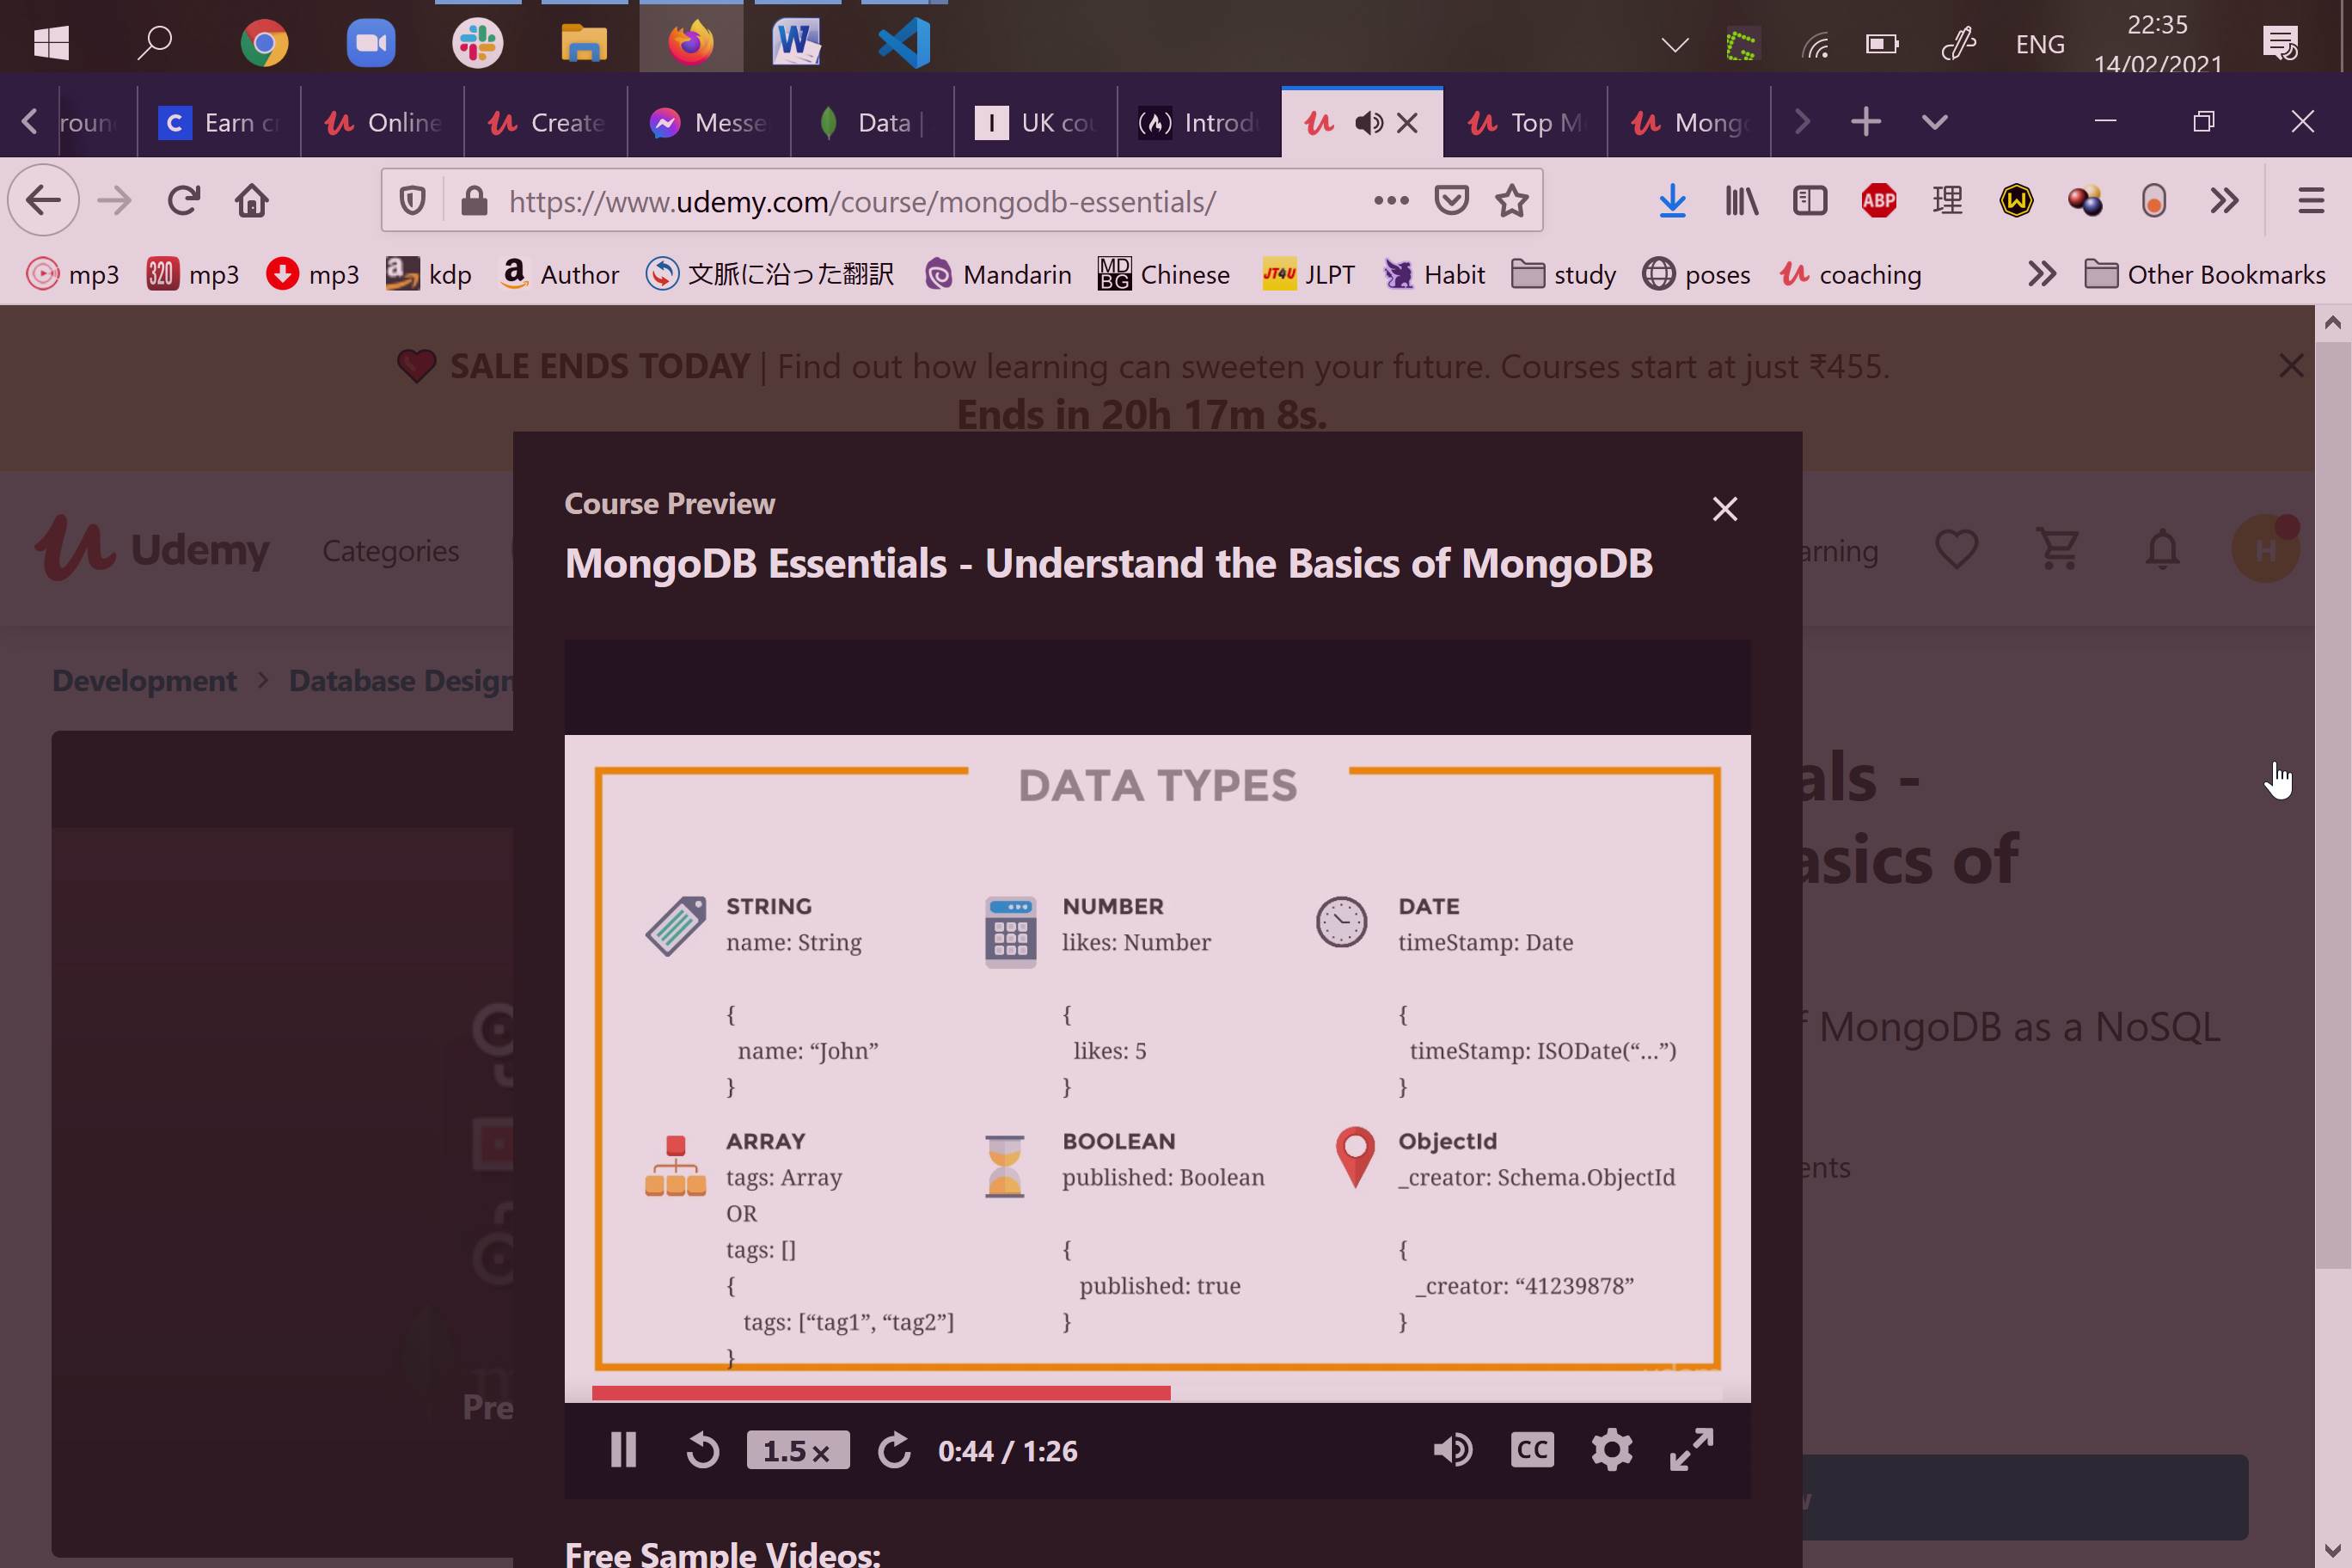 22:35
ENG
14/02/2021
roun
Earn c
Online
Create
Messe
Data |
UK co
Introd
Top M
Mong
https://www.udemy.com/course/mongodb-essentials/
ABP
理
mp3
320 mp3
mp3
kdp
Author
文脈に沿った翻訳
Mandarin
MDBG Chinese
JT4U JLPT
Habit
study
poses
coaching
Other Bookmarks
SALE ENDS TODAY | Find out how learning can sweeten your future. Courses start at just ₹455.
Ends in 20h 17m 8s.
Udemy
Categories
arning
H
Course Preview
MongoDB Essentials - Understand the Basics of MongoDB
Development > Database Design
als -
asics of
MongoDB as a NoSQL
ents
Pre
DATA TYPES
STRING
name: String
{
name: “John”
}
NUMBER
likes: Number
{
likes: 5
}
DATE
timeStamp: Date
{
timeStamp: ISODate(“...”)
}
ARRAY
tags: Array
OR
tags: []
{
tags: [“tag1”, “tag2”]
}
BOOLEAN
published: Boolean
{
published: true
}
ObjectId
_creator: Schema.ObjectId
{
_creator: “41239878”
}
1.5×
0:44 / 1:26
CC
Free Sample Videos: